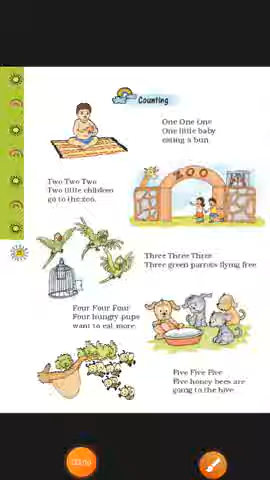 Counting
One One One
One little baby
eating a bun.
ZOO
Two Two Two
Two little children
go to the zoo.
Three Three Three
Three green parrots flying free.
Four Four Four
Four hungry pups
want to eat more.
Five Five Five
Five honey bees are
going to the hive.